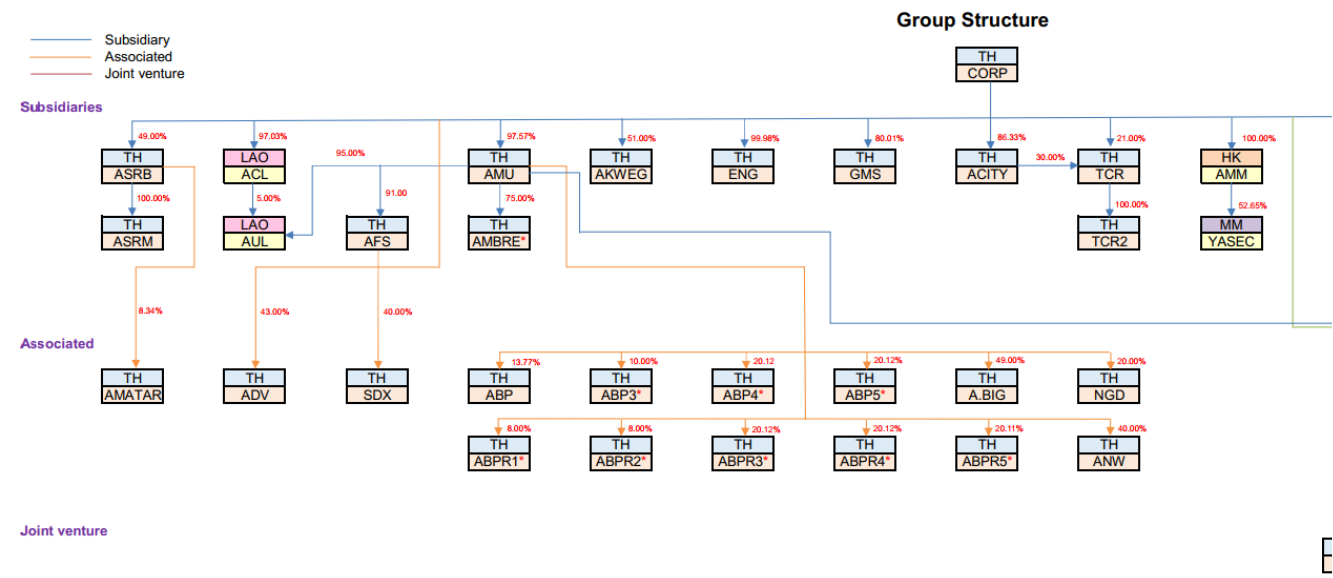 Group Structure
Subsidiary
Associated
Joint venture
TH
CORP
Subsidiaries
49.00%
97.03%
97.57%
51.00%
99.98%
80.01%
86.33%
21.00%
100.00%
TH
ASRB
LAO
ACL
95.00%
TH
AMU
TH
AKWEG
TH
ENG
TH
GMS
TH
ACITY
30.00%
TH
TCR
HK
AMM
100.00%
5.00%
91.00
75.00%
100.00%
52.65%
TH
ASRM
LAO
AUL
TH
AFS
TH
AMBRE*
TH
TCR2
MM
YASEC
8.34%
43.00%
40.00%
Associated
13.77%
10.00%
20.12
20.12%
49.00%
20.00%
TH
AMATAR
TH
ADV
TH
SDX
TH
ABP
TH
ABP3*
TH
ABP4*
TH
ABP5*
TH
A.BIG
TH
NGD
8.00%
8.00%
20.12%
20.12%
20.11%
40.00%
TH
ABPR1*
TH
ABPR2*
TH
ABPR3*
TH
ABPR4*
TH
ABPR5*
TH
ANW
Joint venture